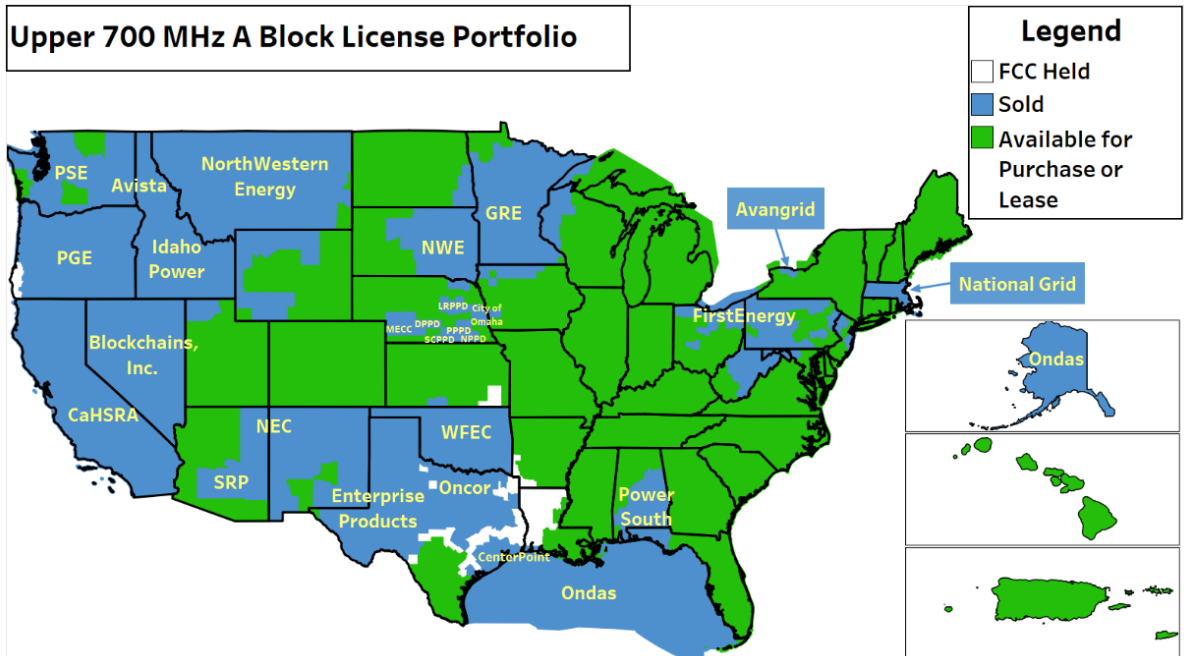 Upper 700 MHz A Block License Portfolio
Legend
FCC Held
Sold
Available for
Purchase or
Lease
PSE
Avista
NorthWestern
Energy
GRE
Avangrid
PGE
Idaho
Power
NWE
National Grid
LRPPD
City of
Omaha
MECC
DPPD
PPPD
SCPPD
NPPD
FirstEnergy
Blockchains,
Inc.
Ondas
CaHSRA
NEC
WFEC
SRP
Enterprise
Products
Oncor
Power
South
CenterPoint
Ondas